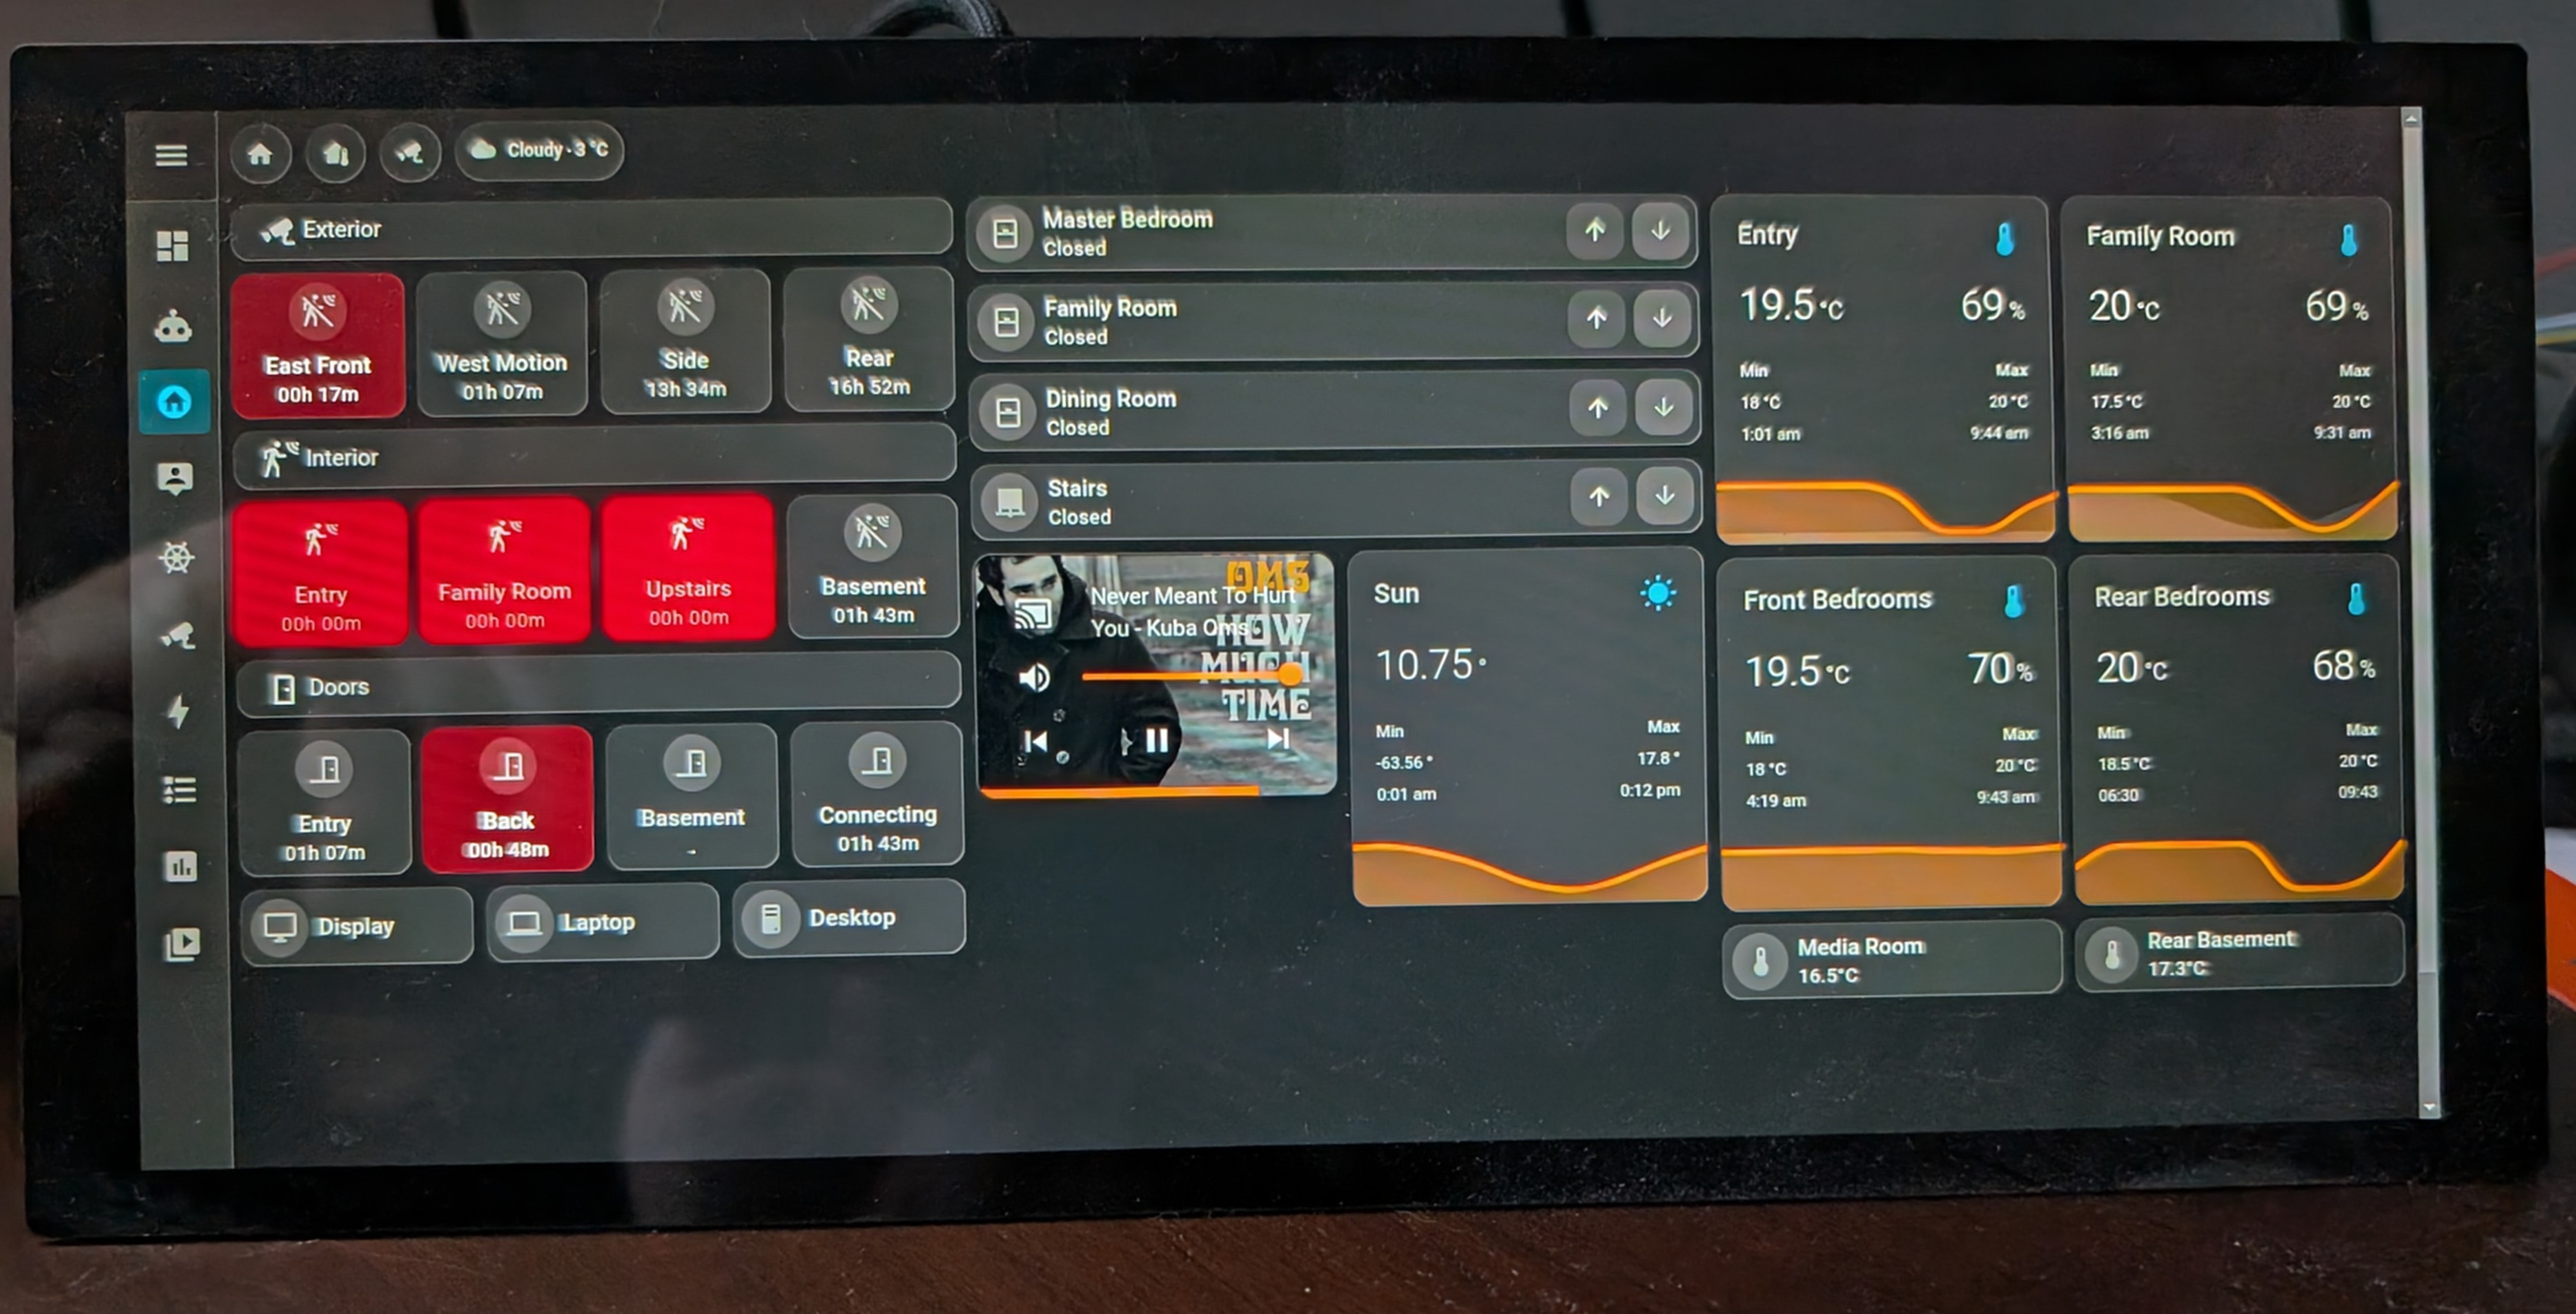 Cloudy · 3 °C
Exterior
East Front
00h 17m
West Motion
01h 07m
Side
13h 34m
Rear
16h 52m
Interior
Entry
00h 00m
Family Room
00h 00m
Upstairs
00h 00m
Basement
01h 43m
Doors
Entry
01h 07m
Back
00h 48m
Basement
-
Connecting
01h 43m
Display
Laptop
Desktop
Master Bedroom
Closed
Family Room
Closed
Dining Room
Closed
Stairs
Closed
OMS
Never Meant To Hurt
You - Kuba Oms
HOW
MUCH
TIME
Sun
10.75°
Min
Max
-63.56°
17.8°
0:01 am
0:12 pm
Entry
19.5°C
69%
Min
Max
18°C
20°C
1:01 am
9:44 am
Family Room
20°C
69%
Min
Max
17.5°C
20°C
3:16 am
9:31 am
Front Bedrooms
19.5°C
70%
Min
Max
18°C
20°C
4:19 am
9:43 am
Rear Bedrooms
20°C
68%
Min
Max
18.5°C
20°C
06:30
09:43
Media Room
16.5°C
Rear Basement
17.3°C